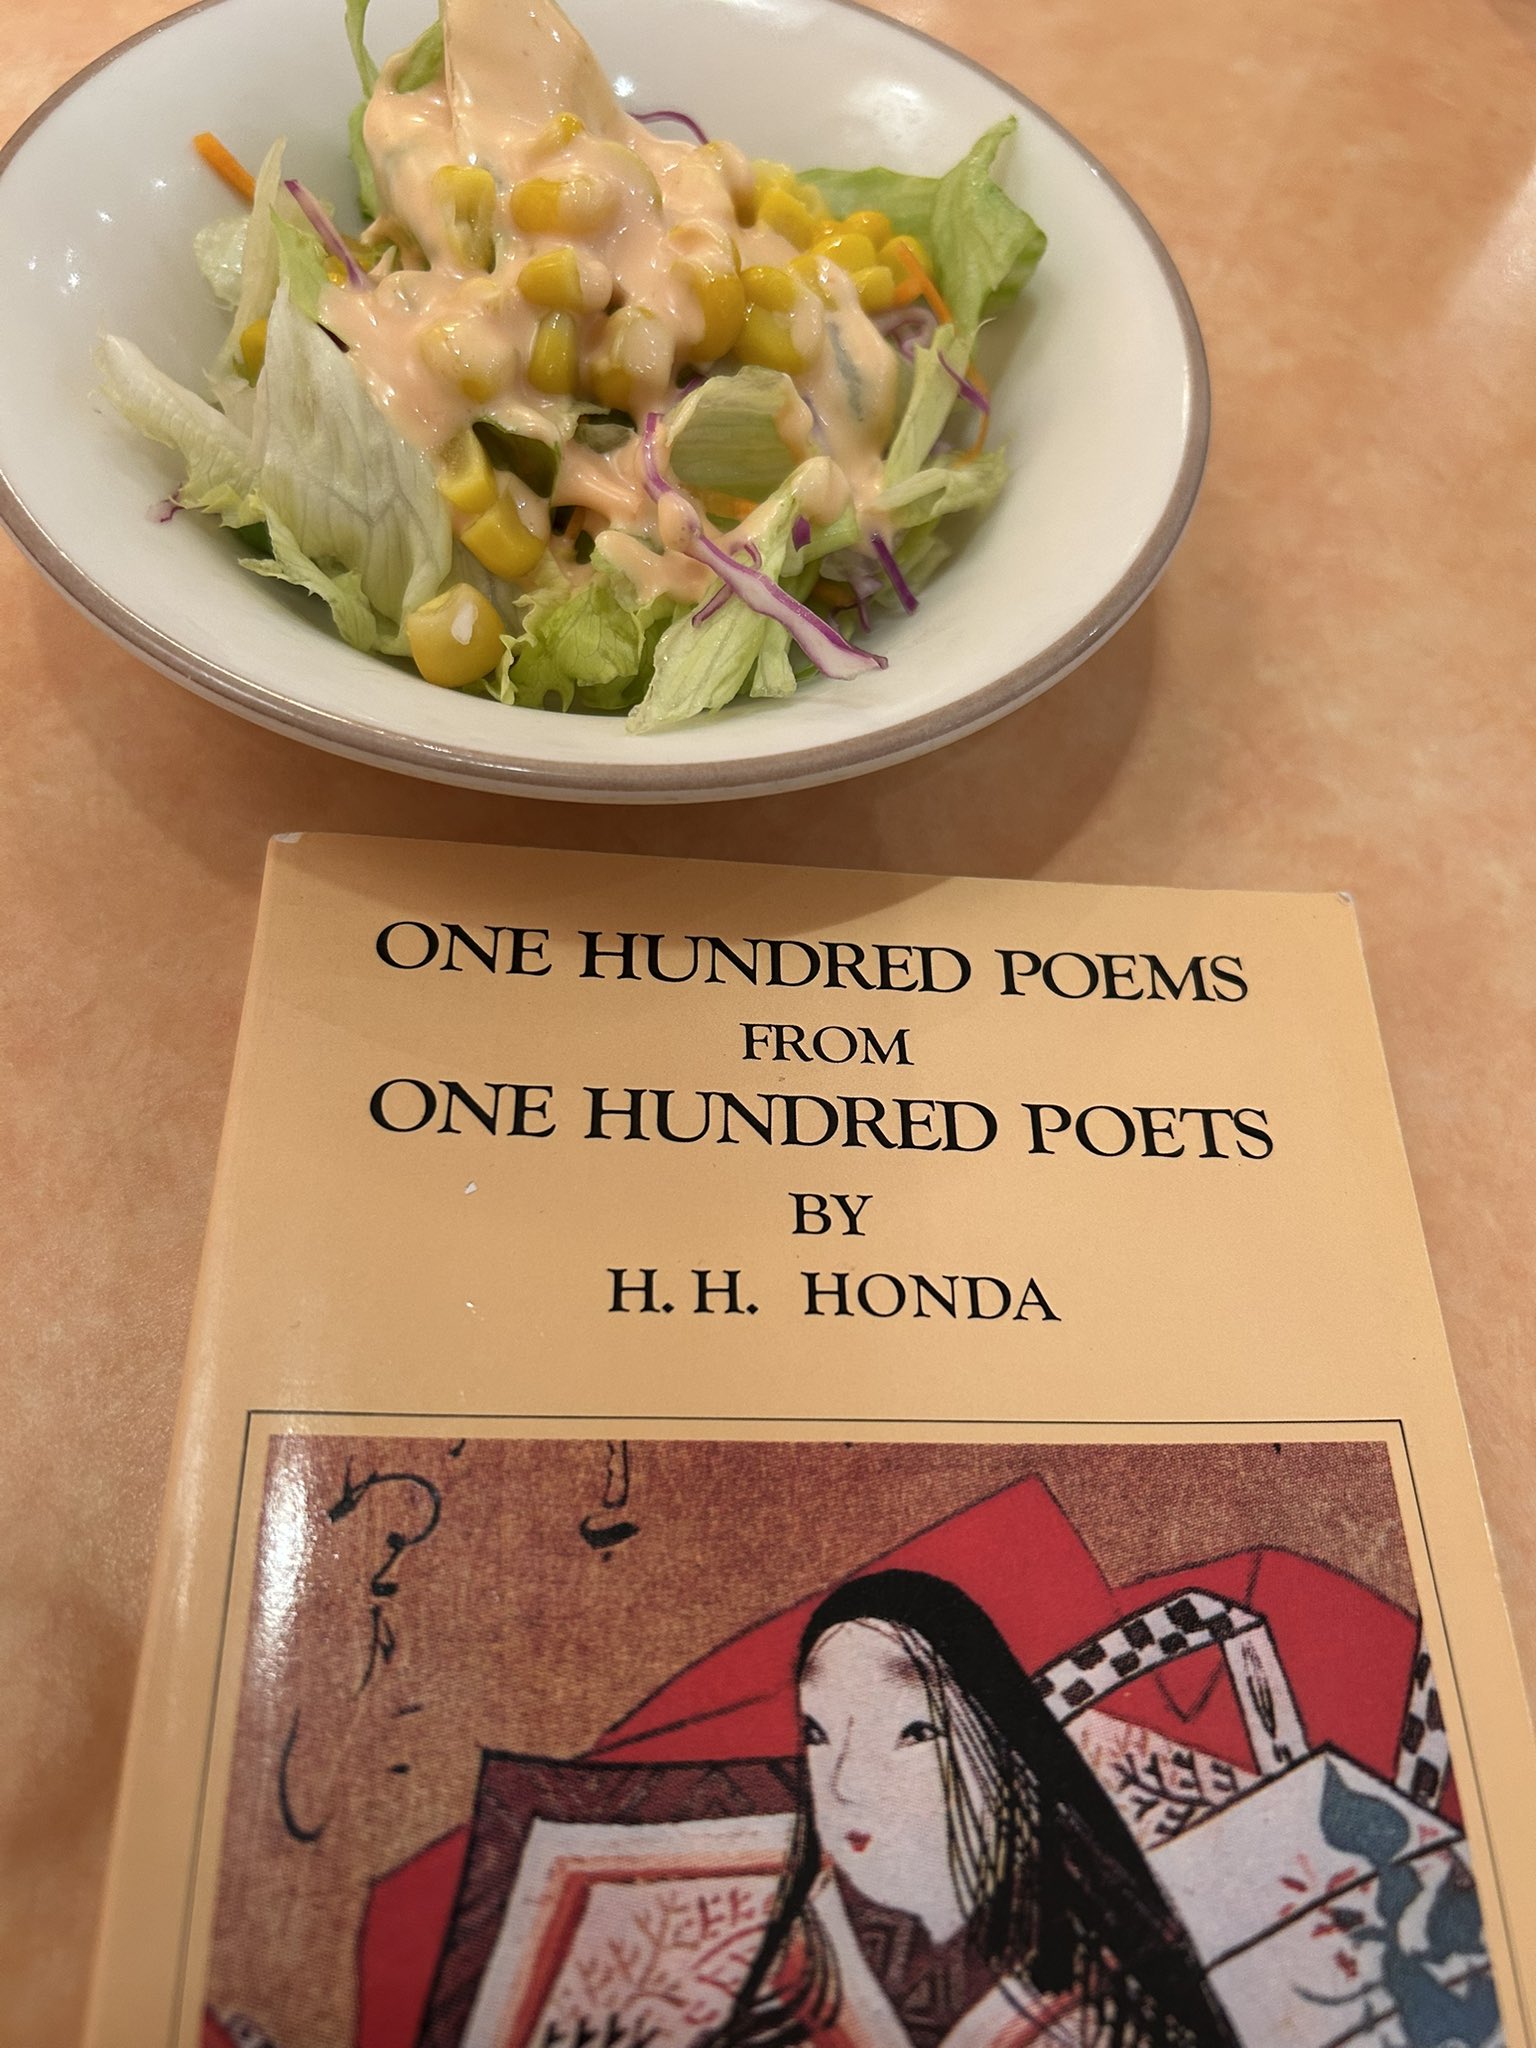 ONE HUNDRED POEMS
FROM
ONE HUNDRED POETS
BY
H. H. HONDA